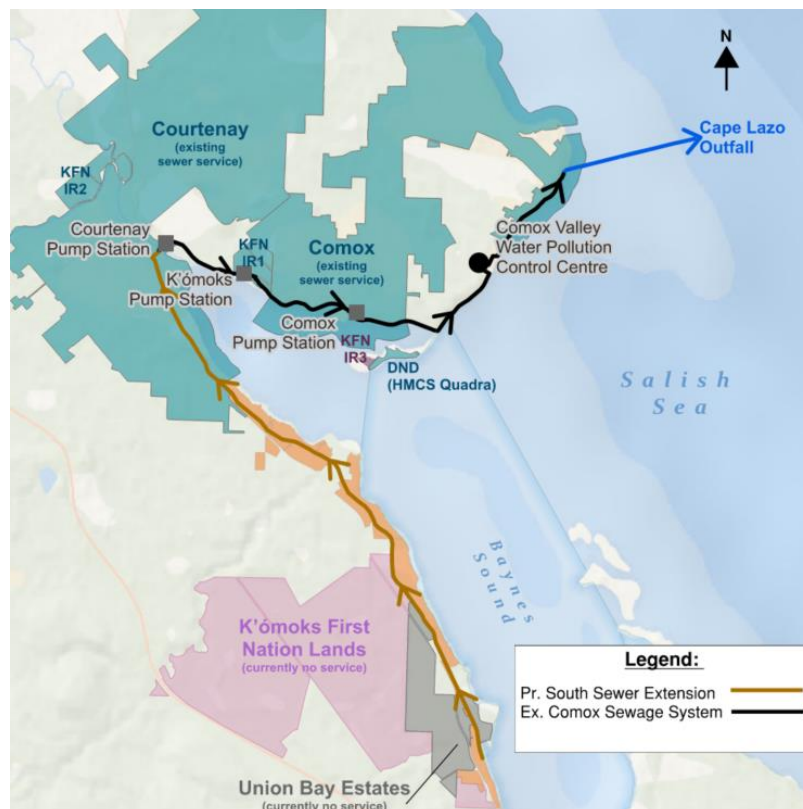 N
Cape Lazo
Outfall
Courtenay
(existing
sewer service)
KFN
IR2
Courtenay
Pump Station
KFN
IR1
K'ómoks
Pump Station
Comox
(existing
sewer service)
Comox Valley
Water Pollution
Control Centre
Comox
Pump Station
KFN
IR3
DND
(HMCS Quadra)
Salish
Sea
Baynes
Sound
K'ómoks First
Nation Lands
(currently no service)
Legend:
Pr. South Sewer Extension
Ex. Comox Sewage System
Union Bay Estates
(currently no service)